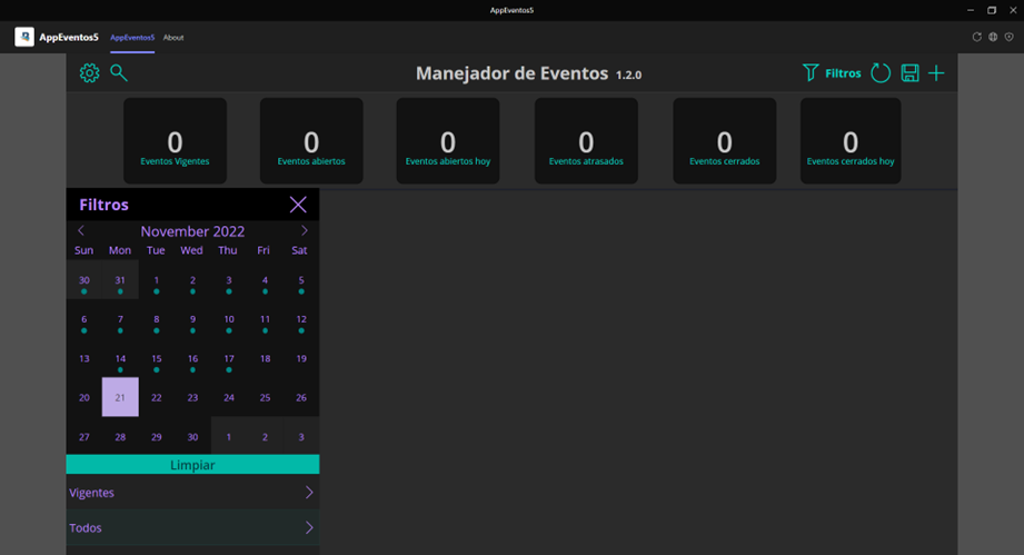 AppEventos5
AppEventos5 AppEventos5 About
Manejador de Eventos 1.2.0 Filtros
0 0 0 0 0 0
Eventos Vigentes Eventos abiertos Eventos abiertos hoy Eventos atrasados Eventos cerrados Eventos cerrados hoy
Filtros
November 2022
Sun Mon Tue Wed Thu Fri Sat
30 31 1 2 3 4 5
6 7 8 9 10 11 12
13 14 15 16 17 18 19
20 21 22 23 24 25 26
27 28 29 30 1 2 3
Limpiar
Vigentes
Todos